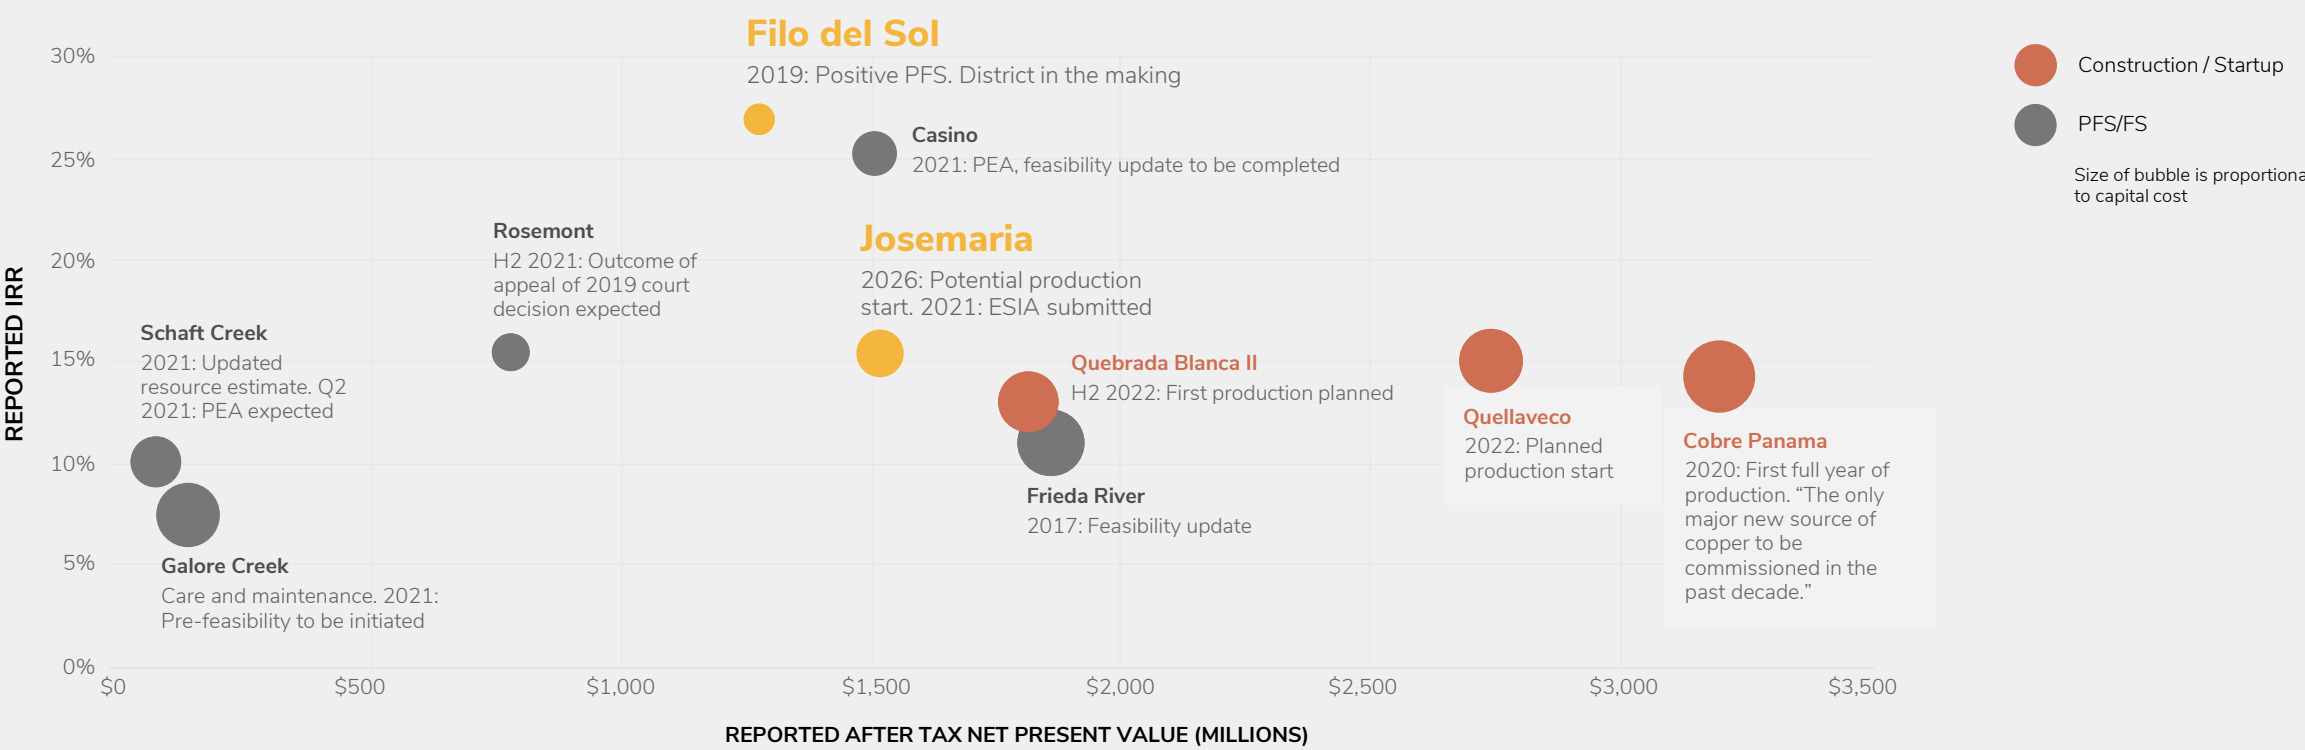 Filo del Sol
2019: Positive PFS. District in the making
Casino
2021: PEA, feasibility update to be completed
Rosemont
H2 2021: Outcome of
appeal of 2019 court
decision expected
Josemaria
2026: Potential production
start. 2021: ESIA submitted
Schaft Creek
2021: Updated
resource estimate. Q2
2021: PEA expected
Quebrada Blanca II
H2 2022: First production planned
Quellaveco
2022: Planned
production start
Cobre Panama
2020: First full year of
production. “The only
major new source of
copper to be
commissioned in the
past decade.”
Frieda River
2017: Feasibility update
Galore Creek
Care and maintenance. 2021:
Pre-feasibility to be initiated
REPORTED IRR
30%
25%
20%
15%
10%
5%
0%
$0
$500
$1,000
$1,500
$2,000
$2,500
$3,000
$3,500
REPORTED AFTER TAX NET PRESENT VALUE (MILLIONS)
Construction / Startup
PFS/FS
Size of bubble is proportiona
to capital cost